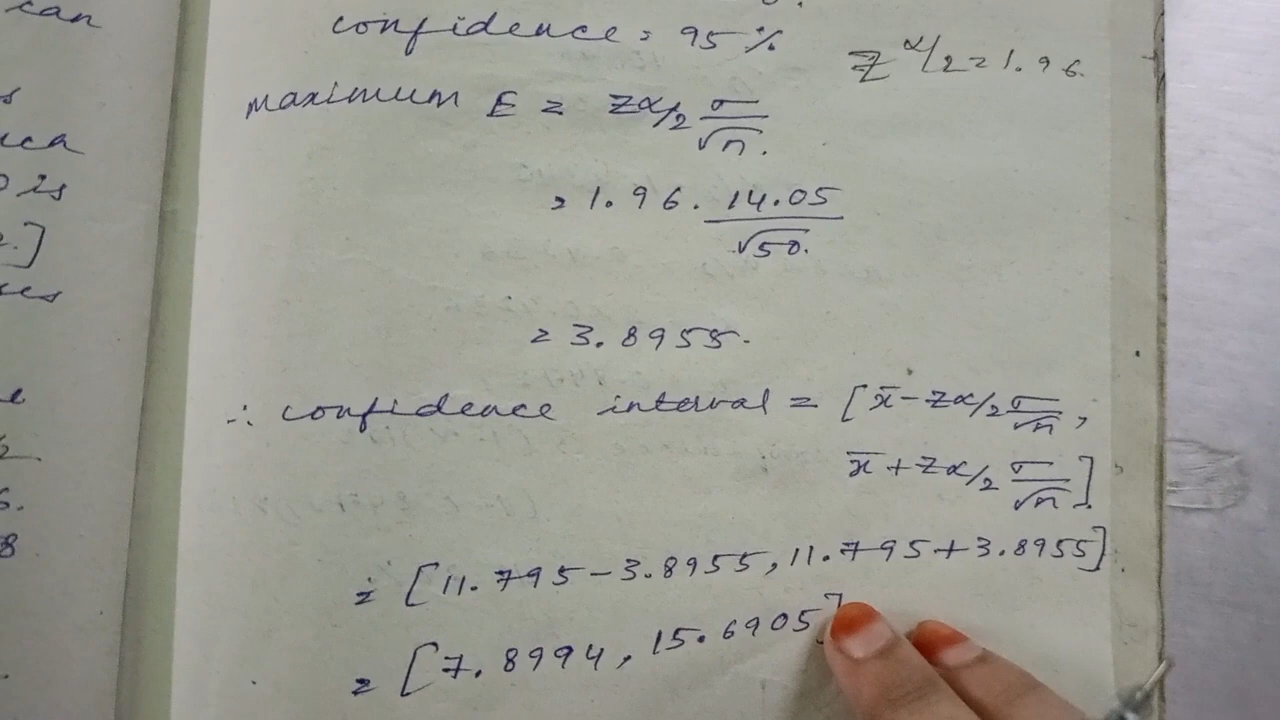 can
confidence = 95%
Zα/2 = 1.96
maximum E = Zα/2 σ/√n.
= 1.96 . 14.05/√50.
= 3.8955.
∴ confidence interval = [x̄ - Zα/2 σ/√n,
x̄ + Zα/2 σ/√n].
= [11.795 - 3.8955, 11.795 + 3.8955]
= [7.8994, 15.6905]